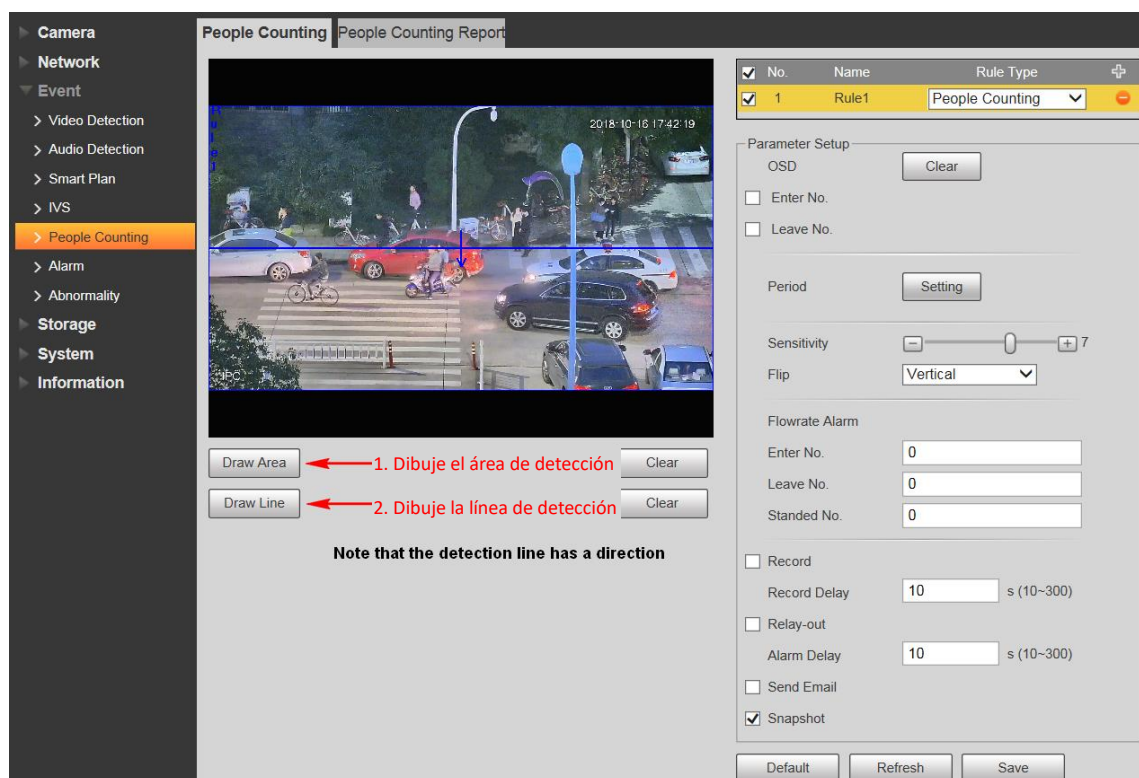 Camera
Network
Event
Video Detection
Audio Detection
Smart Plan
IVS
People Counting
Alarm
Abnormality
Storage
System
Information
People Counting People Counting Report
Rule1
2018-10-16 17:42:19
IPC
Draw Area 1. Dibuje el área de detección Clear
Draw Line 2. Dibuje la línea de detección Clear
Note that the detection line has a direction
No. Name Rule Type
1 Rule1 People Counting
Parameter Setup
OSD Clear
Enter No.
Leave No.
Period Setting
Sensitivity 7
Flip Vertical
Flowrate Alarm
Enter No. 0
Leave No. 0
Standed No. 0
Record
Record Delay 10 s (10~300)
Relay-out
Alarm Delay 10 s (10~300)
Send Email
Snapshot
Default Refresh Save